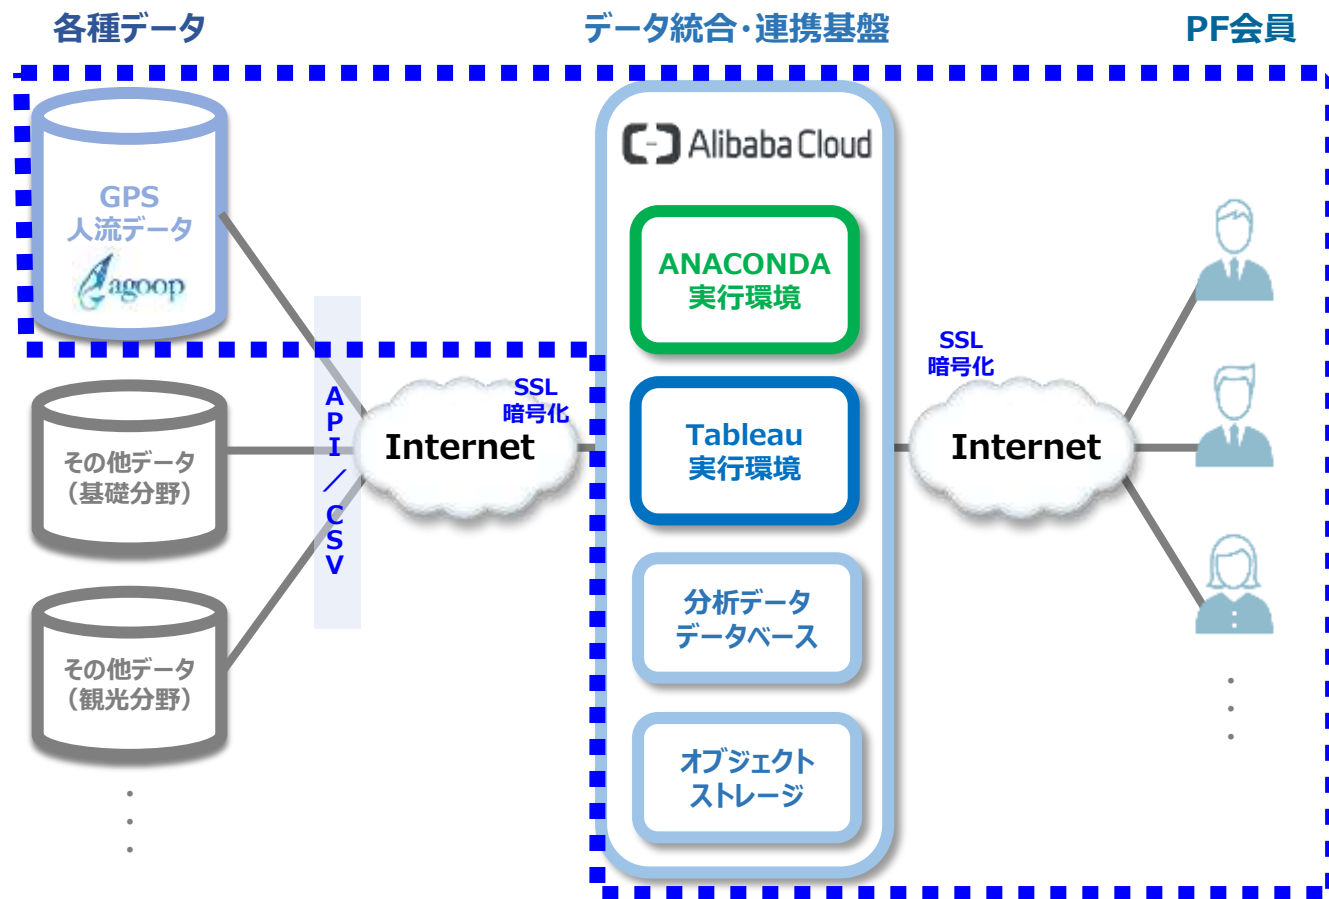 各種データ
データ統合・連携基盤
PF会員
GPS
人流データ
agoop
その他データ
（基礎分野）
その他データ
（観光分野）
・
・
・
API／CSV
Internet
SSL
暗号化
Alibaba Cloud
ANACONDA
実行環境
Tableau
実行環境
分析データ
データベース
オブジェクト
ストレージ
SSL
暗号化
Internet
・
・
・